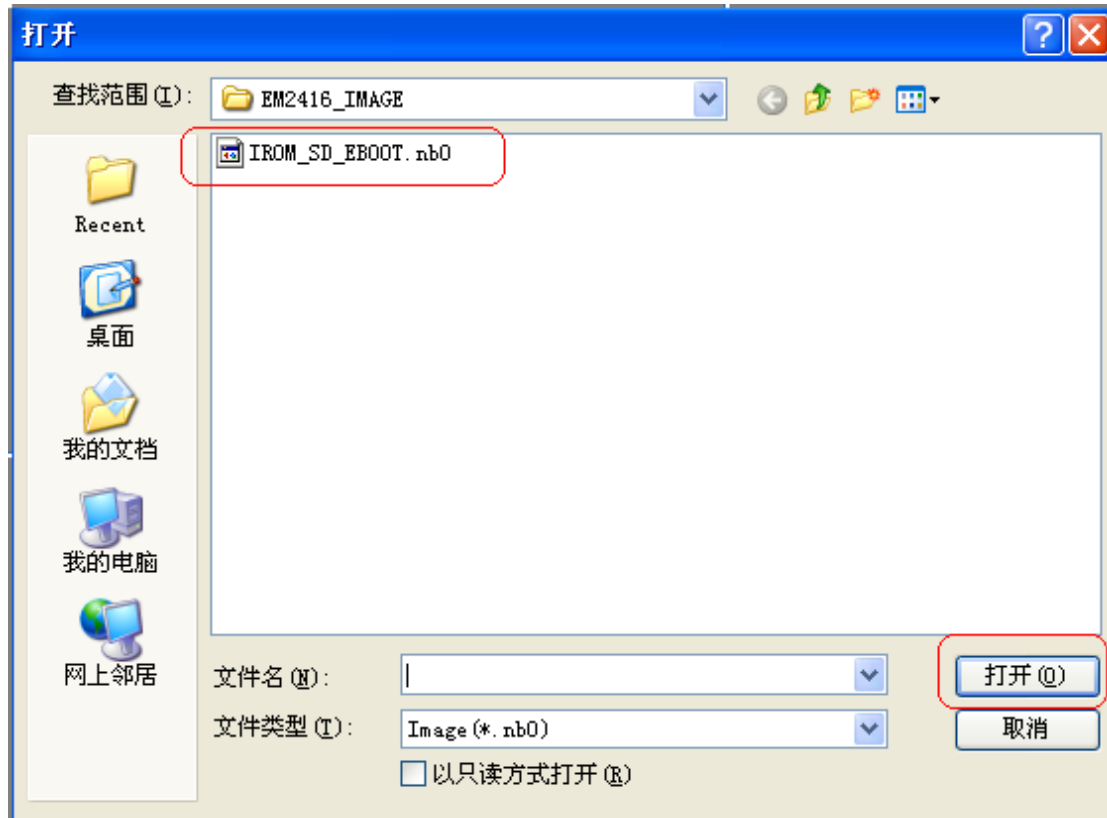 打开
查找范围(I):
EM2416_IMAGE
IROM_SD_EBOOT.nb0
Recent
桌面
我的文档
我的电脑
网上邻居
文件名(N):
打开(O)
文件类型(T):
Image(*.nb0)
取消
以只读方式打开(R)